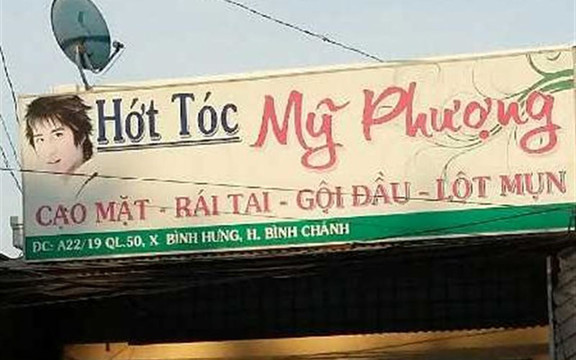 Hớt Tóc Mỹ Phượng
CẠO MẶT - RÁI TAI - GỘI ĐẦU - LỘT MỤN
ĐC: A22/19 QL.50, X BÌNH HƯNG, H. BÌNH CHÁNH